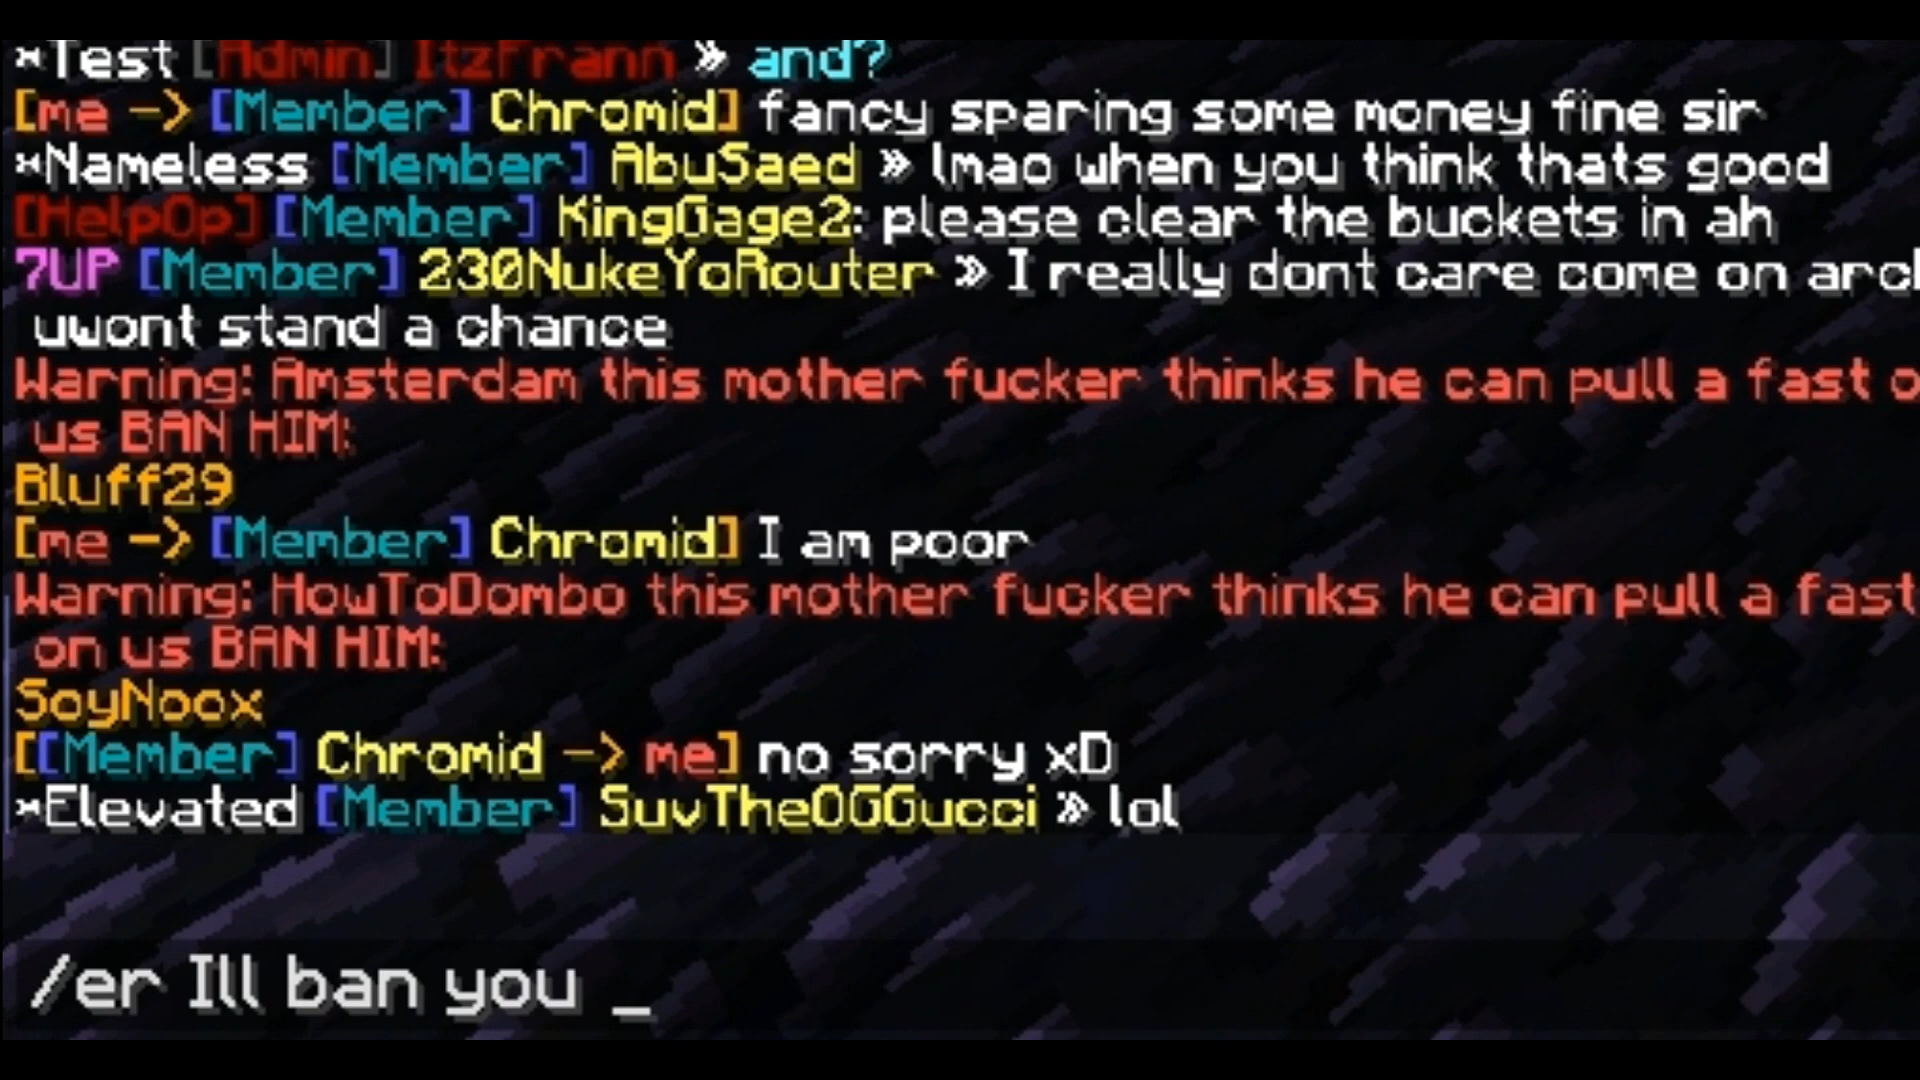 *Test [Admin] ItzFrann » and?
[me -> [Member] Chromid] fancy sparing some money fine sir
*Nameless [Member] AbuSaed » lmao when you think thats good
[HelpOp] [Member] KingGage2: please clear the buckets in ah
7UP [Member] 230NukeYoRouter » I really dont care come on
uwont stand a chance
Warning: Amsterdam this mother fucker thinks he can pull a fast
us BAN HIM:
Bluff29
[me -> [Member] Chromid] I am poor
Warning: HowToDombo this mother fucker thinks he can pull a fast
on us BAN HIM:
SoyNoox
[[Member] Chromid -> me] no sorry xD
*Elevated [Member] SuvTheOGGucci » lol
/er Ill ban you _